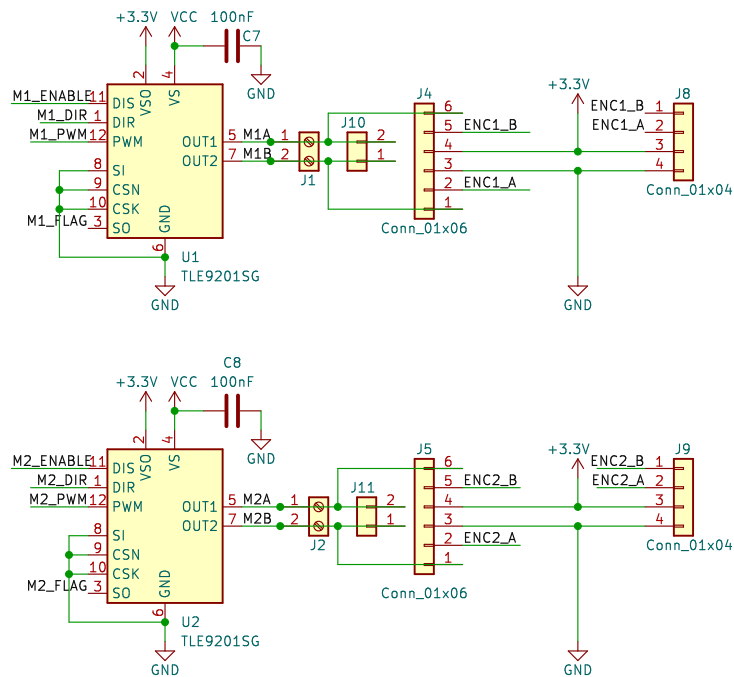 +3.3V VCC 100nF
C7
GND
M1_ENABLE 11 DIS
M1_DIR 1 DIR
M1_PWM 12 PWM
8 SI
9 CSN
10 CSK
M1_FLAG 3 SO
2 VSO
4 VS
OUT1 5 M1A
OUT2 7 M1B
GND 6
U1
TLE9201SG
GND
1
2
J1
J10
2
1
J4
6
5 ENC1_B
4
3
2 ENC1_A
1
Conn_01x06
+3.3V
GND
J8
ENC1_B 1
ENC1_A 2
3
4
Conn_01x04
C8
+3.3V VCC 100nF
GND
M2_ENABLE 11 DIS
M2_DIR 1 DIR
M2_PWM 12 PWM
8 SI
9 CSN
10 CSK
M2_FLAG 3 SO
2 VSO
4 VS
OUT1 5 M2A
OUT2 7 M2B
GND 6
U2
TLE9201SG
GND
1
2
J2
J11
2
1
J5
6
5 ENC2_B
4
3
2 ENC2_A
1
Conn_01x06
+3.3V
GND
J9
ENC2_B 1
ENC2_A 2
3
4
Conn_01x04